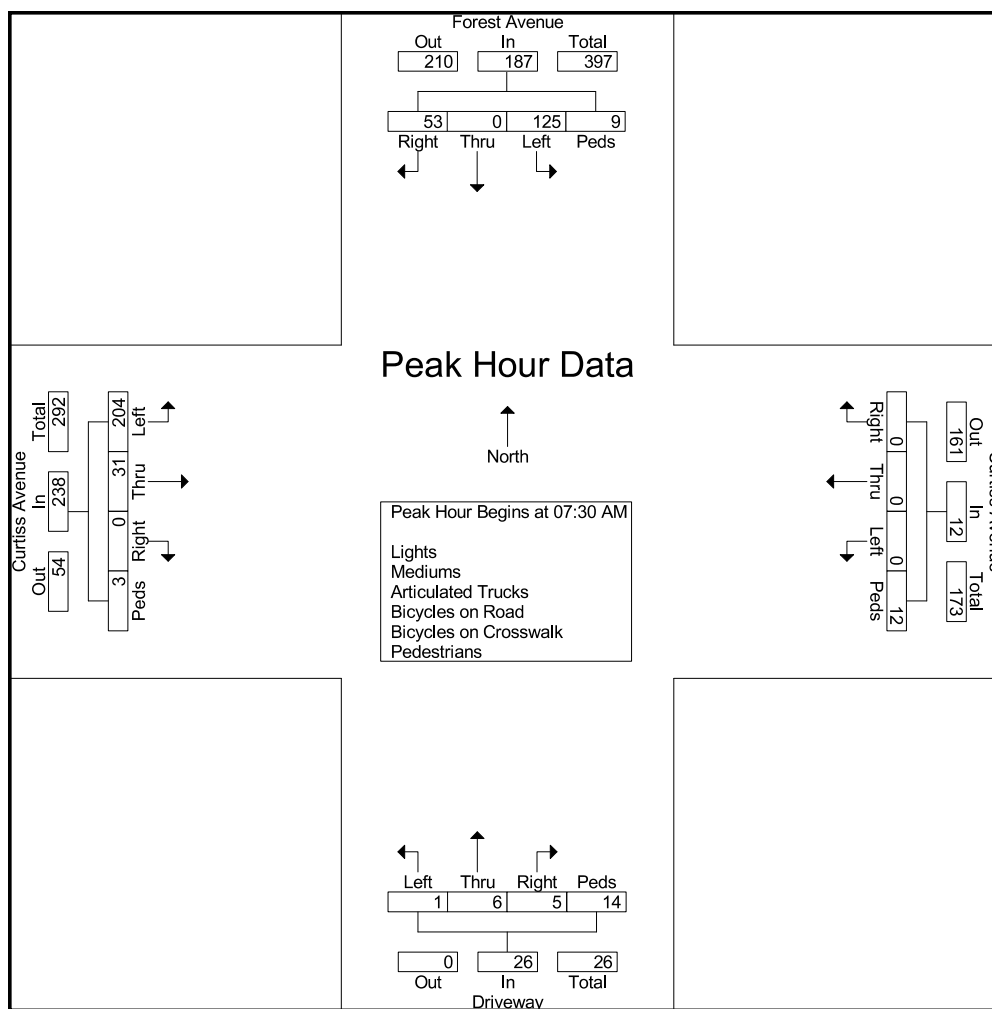 Forest Avenue
Out In Total
210 187 397
53 0 125 9
Right Thru Left Peds
Peak Hour Data
North
Peak Hour Begins at 07:30 AM
Lights
Mediums
Articulated Trucks
Bicycles on Road
Bicycles on Crosswalk
Pedestrians
Curtiss Avenue
Total In Out
292 238 54
204 31 0 3
Left Thru Right Peds
Right Thru Left Peds
0 0 0 12
161 12 173
Out In Total
Left Thru Right Peds
1 6 5 14
0 26 26
Out In Total
Driveway